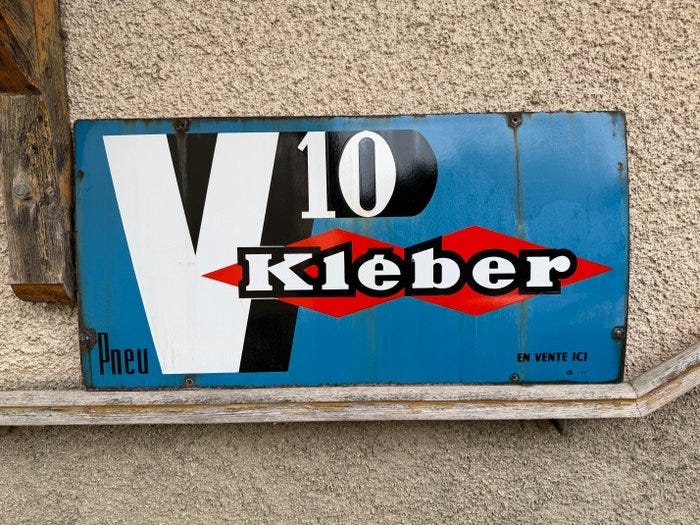 V10
Kléber
Pneu
EN VENTE ICI